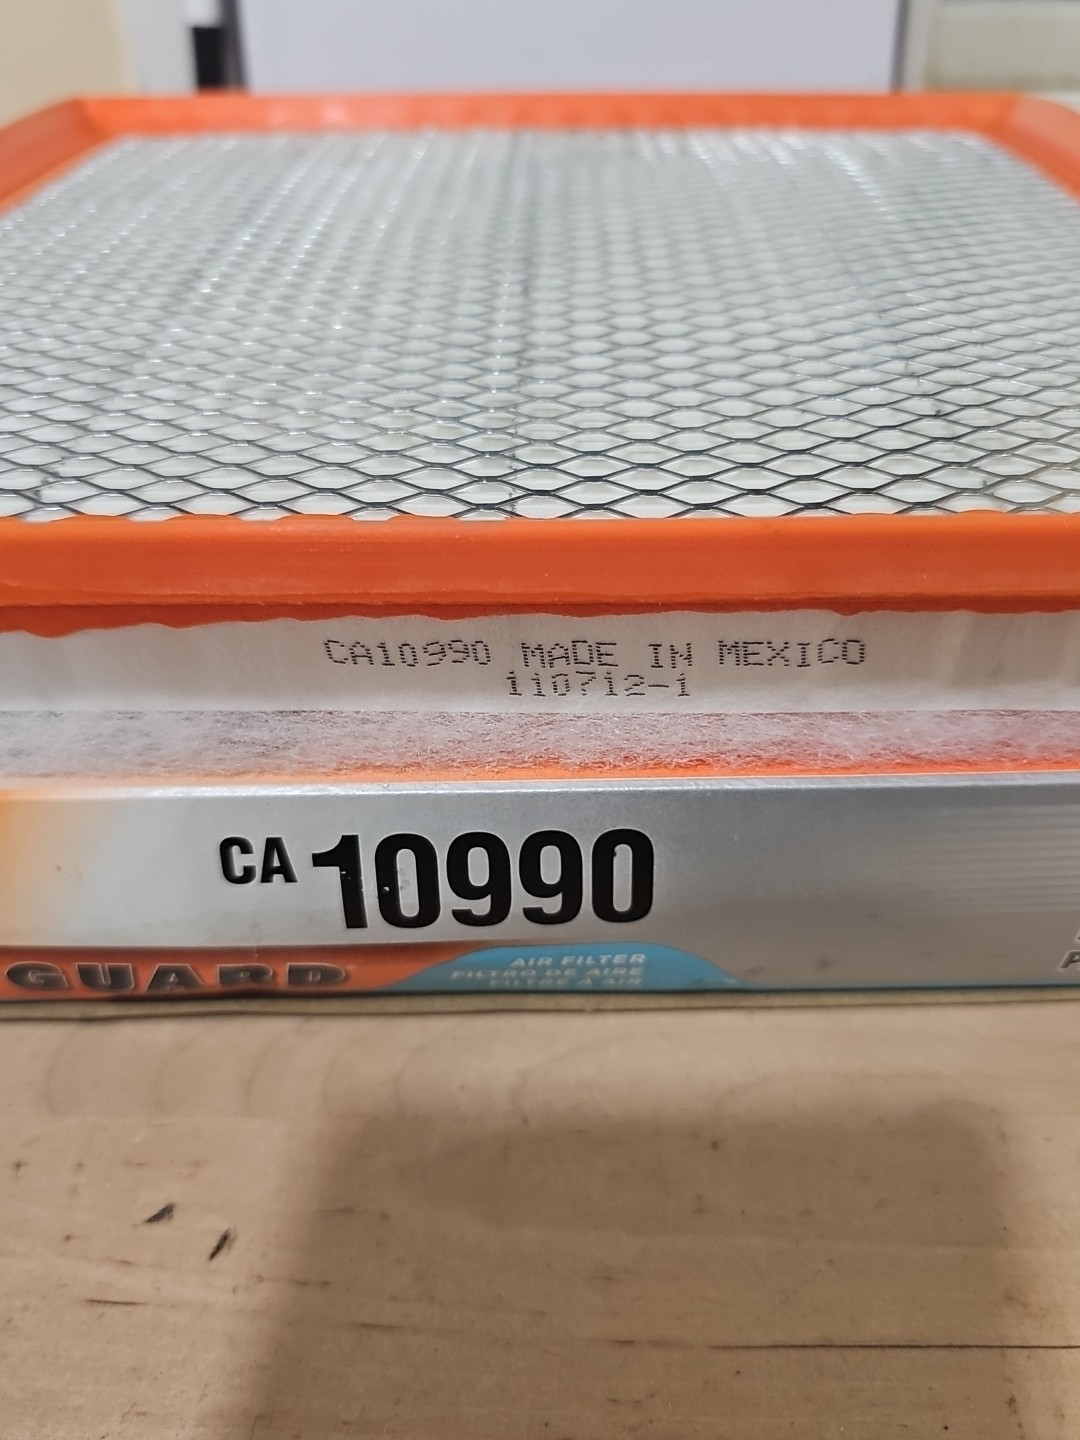 CA10990 MADE IN MEXICO
110712-1
CA 10990
GUARD
AIR FILTER
FILTRO DE AIRE
FILTRE À AIR